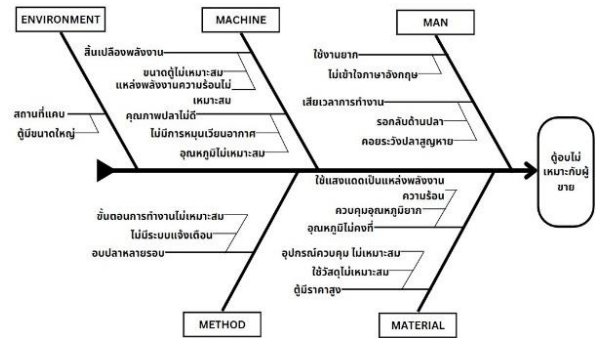 ENVIRONMENT
MACHINE
MAN
สิ้นเปลืองพลังงาน
ขนาดตู้ไม่เหมาะสม
แหล่งพลังงานความร้อนไม่
เหมาะสม
ใช้งานยาก
ไม่เข้าใจภาษาอังกฤษ
สถานที่แคบ
ตู้มีขนาดใหญ่
คุณภาพปลาไม่ดี
ไม่มีการหมุนเวียนอากาศ
อุณหภูมิไม่เหมาะสม
เสียเวลาการทำงาน
รอกลับด้านปลา
คอยระวังปลาสูญหาย
ตู้อบไม่
เหมาะกับผู้
ขาย
ใช้แสงแดดเป็นแหล่งพลังงาน
ความร้อน
ควบคุมอุณหภูมิยาก
อุณหภูมิไม่คงที่
ขั้นตอนการทำงานไม่เหมาะสม
ไม่มีระบบแจ้งเตือน
อบปลาหลายรอบ
อุปกรณ์ควบคุม ไม่เหมาะสม
ใช้วัสดุไม่เหมาะสม
ตู้มีราคาสูง
METHOD
MATERIAL